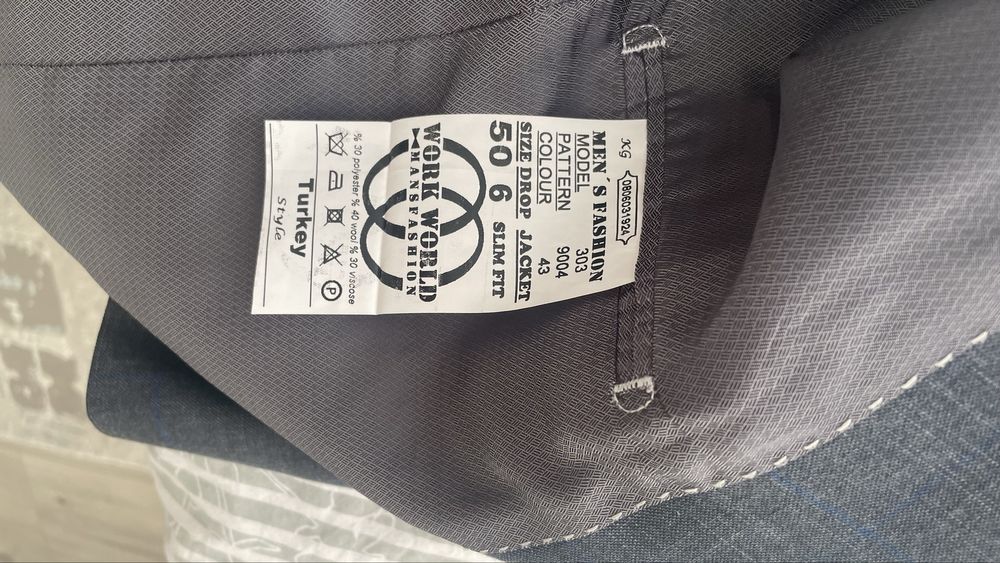 XG 0806031924
MEN´S FASHION
MODEL 303
PATTERN 9004
COLOUR 43
SIZE DROP JACKET
50 6 SLIM FIT
WORK WORLD
MANSFASHION
% 30 polyester % 40 wool % 30 viscose
P
Turkey
Style